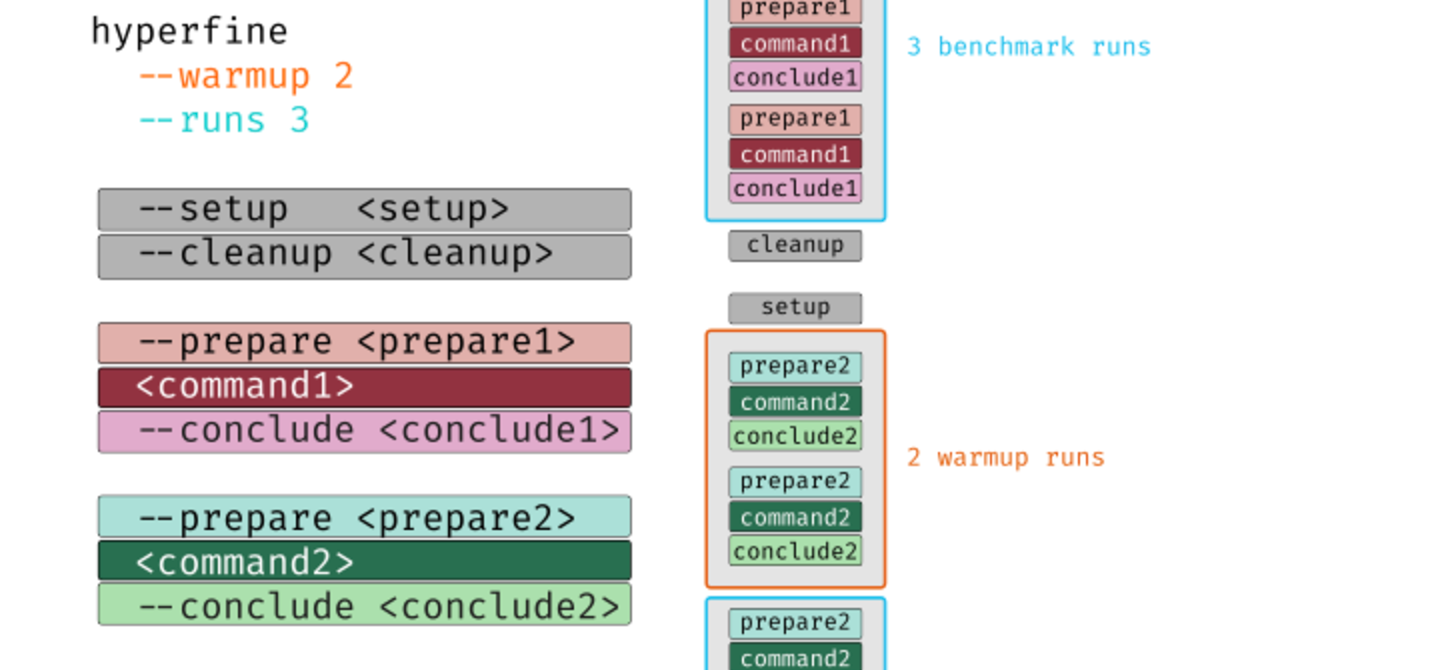 hyperfine
--warmup 2
--runs 3
--setup <setup>
--cleanup <cleanup>
--prepare <prepare1>
<command1>
--conclude <conclude1>
--prepare <prepare2>
<command2>
--conclude <conclude2>
prepare1
command1
conclude1
prepare1
command1
conclude1
3 benchmark runs
cleanup
setup
prepare2
command2
conclude2
prepare2
command2
conclude2
2 warmup runs
prepare2
command2